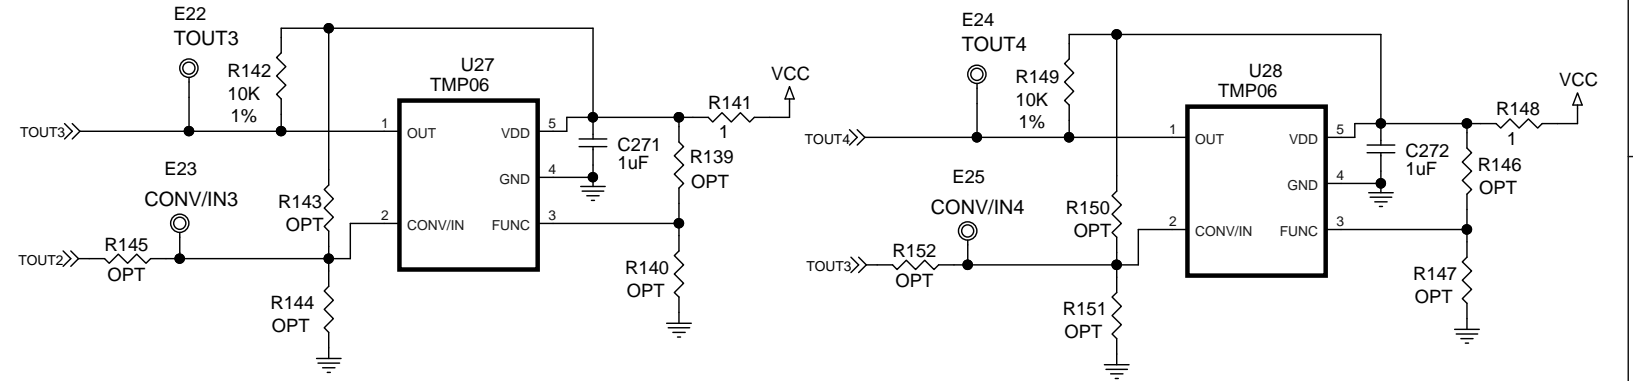 E22
TOUT3
R142
10K
1%
U27
TMP06
VCC
R141
1
TOUT3
1
OUT
VDD
5
C271
1uF
R139
OPT
GND
4
E23
CONV/IN3
R143
OPT
2
CONV/IN
FUNC
3
TOUT2
R145
OPT
R144
OPT
R140
OPT
E24
TOUT4
R149
10K
1%
U28
TMP06
VCC
R148
1
TOUT4
1
OUT
VDD
5
C272
1uF
R146
OPT
GND
4
E25
CONV/IN4
R150
OPT
2
CONV/IN
FUNC
3
TOUT3
R152
OPT
R151
OPT
R147
OPT